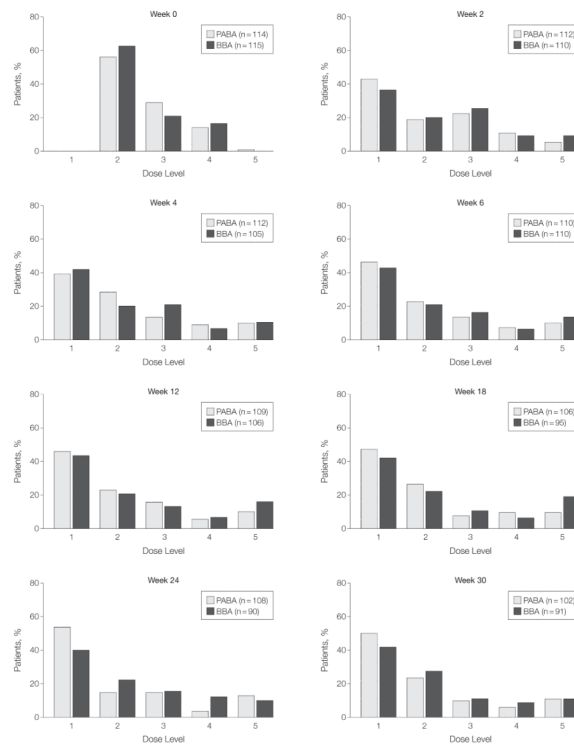 Week 0
80
60
40
20
0
Patients, %
PABA (n = 114)
BBA (n = 115)
1 2 3 4 5
Dose Level
Week 2
80
60
40
20
0
Patients, %
PABA (n = 112)
BBA (n = 110)
1 2 3 4 5
Dose Level
Week 4
80
60
40
20
0
Patients, %
PABA (n = 112)
BBA (n = 105)
1 2 3 4 5
Dose Level
Week 6
80
60
40
20
0
Patients, %
PABA (n = 110)
BBA (n = 110)
1 2 3 4 5
Dose Level
Week 12
80
60
40
20
0
Patients, %
PABA (n = 109)
BBA (n = 106)
1 2 3 4 5
Dose Level
Week 18
80
60
40
20
0
Patients, %
PABA (n = 106)
BBA (n = 95)
1 2 3 4 5
Dose Level
Week 24
80
60
40
20
0
Patients, %
PABA (n = 108)
BBA (n = 90)
1 2 3 4 5
Dose Level
Week 30
80
60
40
20
0
Patients, %
PABA (n = 102)
BBA (n = 91)
1 2 3 4 5
Dose Level